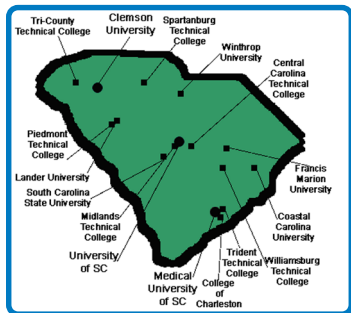 Tri-County
Technical College
Clemson
University
Spartanburg
Technical
College
Winthrop
University
Central
Carolina
Technical
College
Piedmont
Technical
College
Lander University
South Carolina
State University
Midlands
Technical
College
University
of SC
Medical
University
of SC
College
of
Charleston
Trident
Technical
College
Williamsburg
Technical
College
Coastal
Carolina
University
Francis
Marion
University